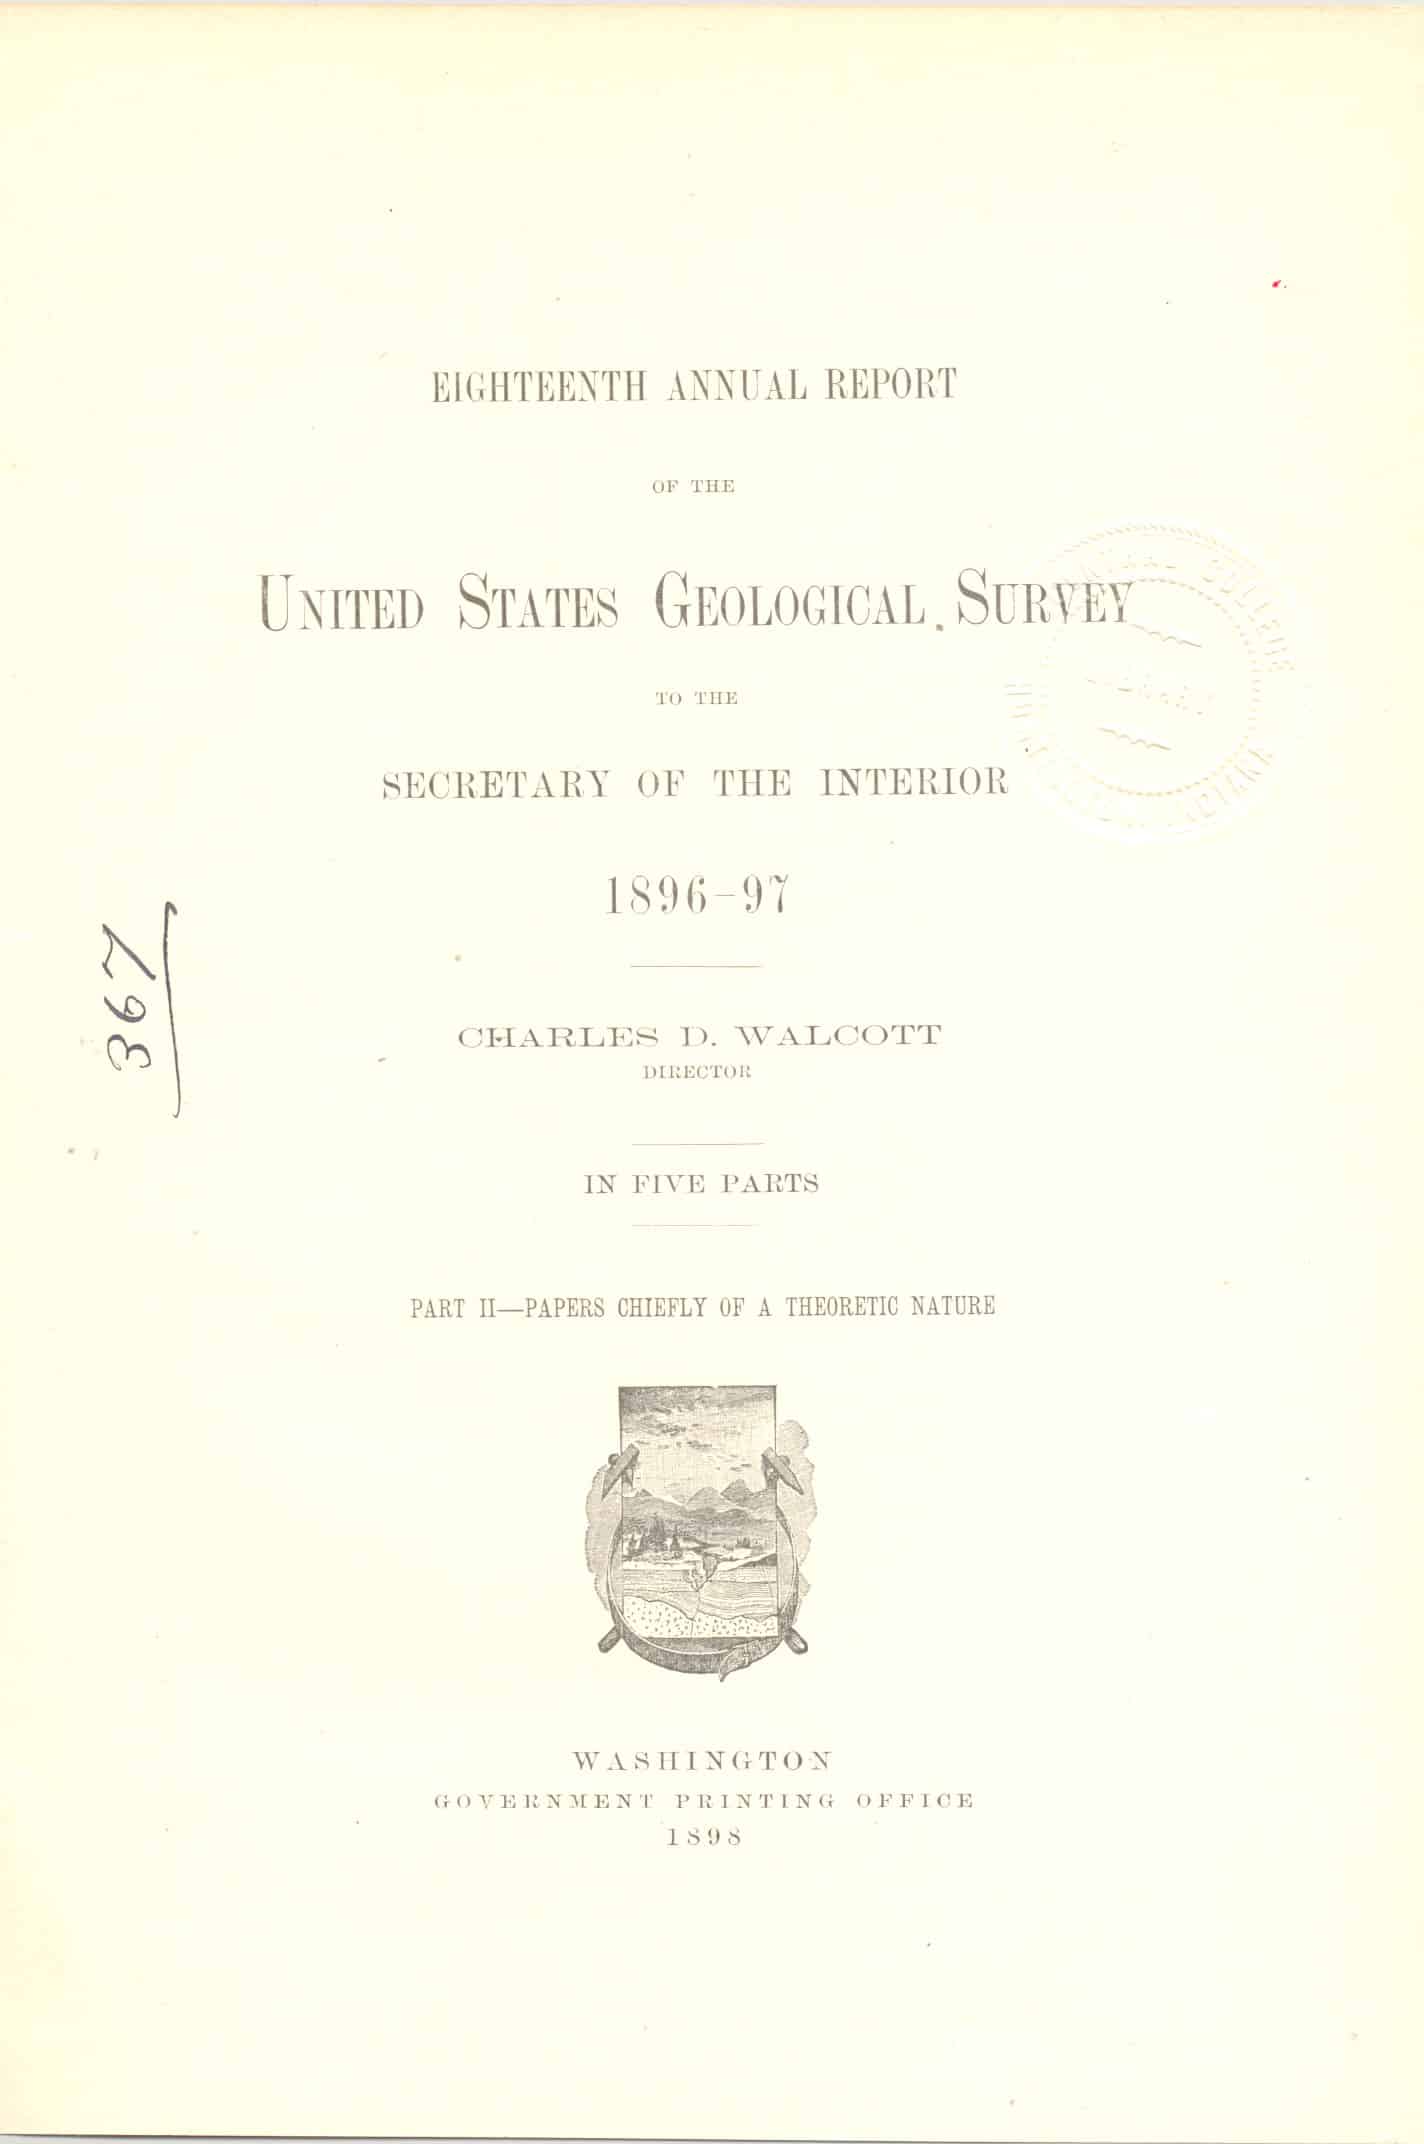 EIGHTEENTH ANNUAL REPORT
OF THE
UNITED STATES GEOLOGICAL SURVEY
TO THE
SECRETARY OF THE INTERIOR
1896-97
CHARLES D. WALCOTT
DIRECTOR
IN FIVE PARTS
PART II—PAPERS CHIEFLY OF A THEORETIC NATURE
WASHINGTON
GOVERNMENT PRINTING OFFICE
1898
367
COLLEGE